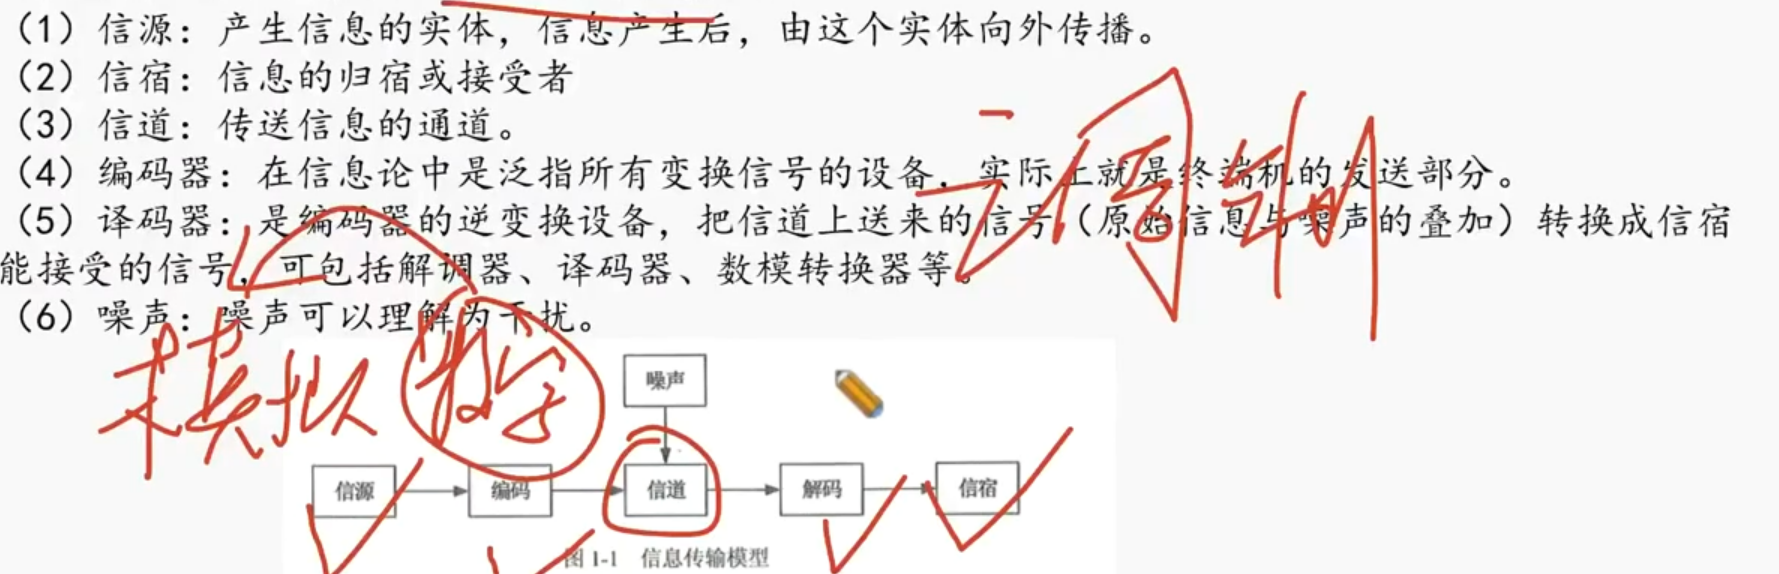 （1）信源：产生信息的实体，信息产生后，由这个实体向外传播。
（2）信宿：信息的归宿或接受者
（3）信道：传送信息的通道。
（4）编码器：在信息论中是泛指所有变换信号的设备，实际上就是终端机的发送部分。
（5）译码器：是编码器的逆变换设备，把信道上送来的信号（原始信息与噪声的叠加）转换成信宿
能接受的信号，可包括解调器、译码器、数模转换器等。
（6）噪声：噪声可以理解为干扰。
调制
模拟 数字
噪声
信源 编码 信道 解码 信宿
图 1-1 信息传输模型